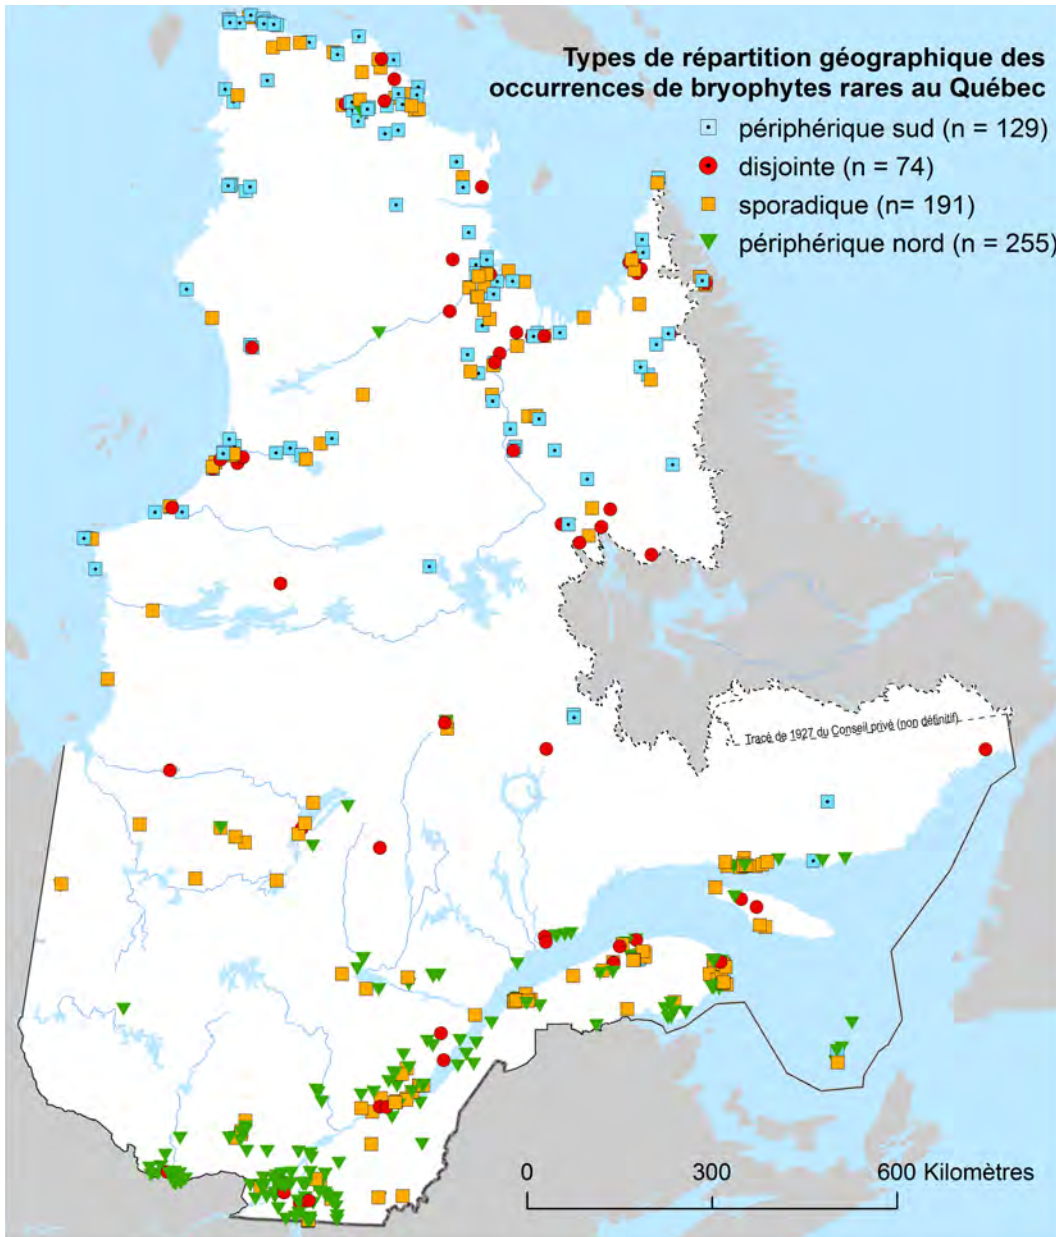 Types de répartition géographique des
occurrences de bryophytes rares au Québec
périphérique sud (n = 129)
disjointe (n = 74)
sporadique (n= 191)
périphérique nord (n = 255)
Tracé de 1927 du Conseil privé (non définitif)
0 300 600 Kilomètres